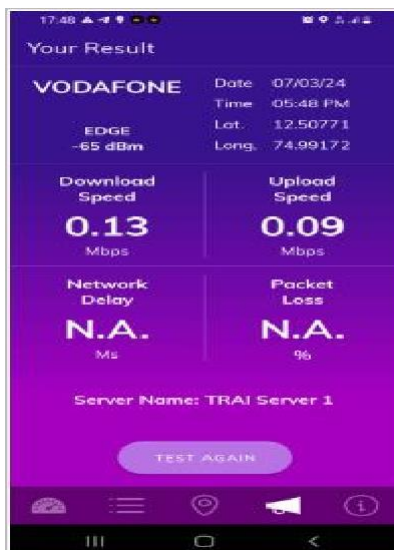 17:48
Your Result
VODAFONE
EDGE
-65 dBm
Date 07/03/24
Time 05:48 PM
Lat. 12.50771
Long. 74.99172
Download
Speed
0.13
Mbps
Upload
Speed
0.09
Mbps
Network
Delay
N.A.
Ms
Packet
Loss
N.A.
%
Server Name: TRAI Server 1
TEST AGAIN